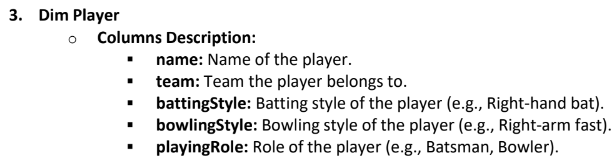 3. Dim Player
o Columns Description:
▪ name: Name of the player.
▪ team: Team the player belongs to.
▪ battingStyle: Batting style of the player (e.g., Right-hand bat).
▪ bowlingStyle: Bowling style of the player (e.g., Right-arm fast).
▪ playingRole: Role of the player (e.g., Batsman, Bowler).